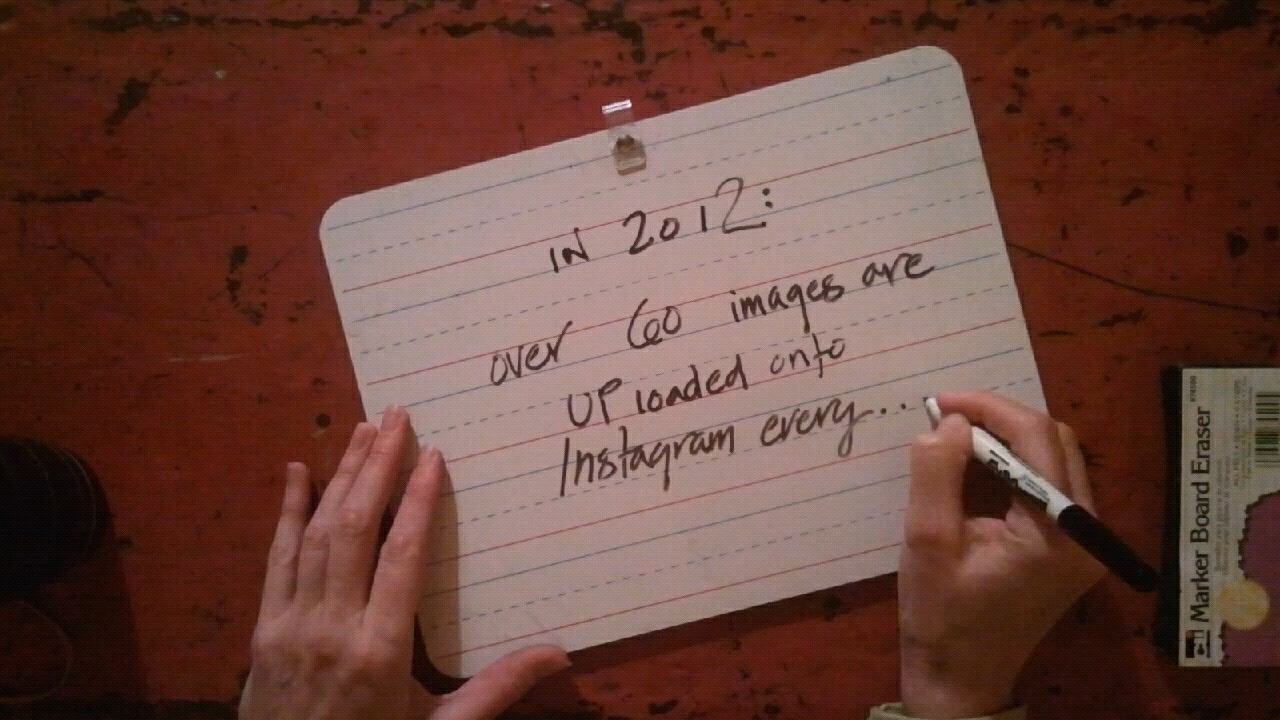 IN 2012:
over 60 images are
UPloaded onto
Instagram every...
Marker Board Eraser